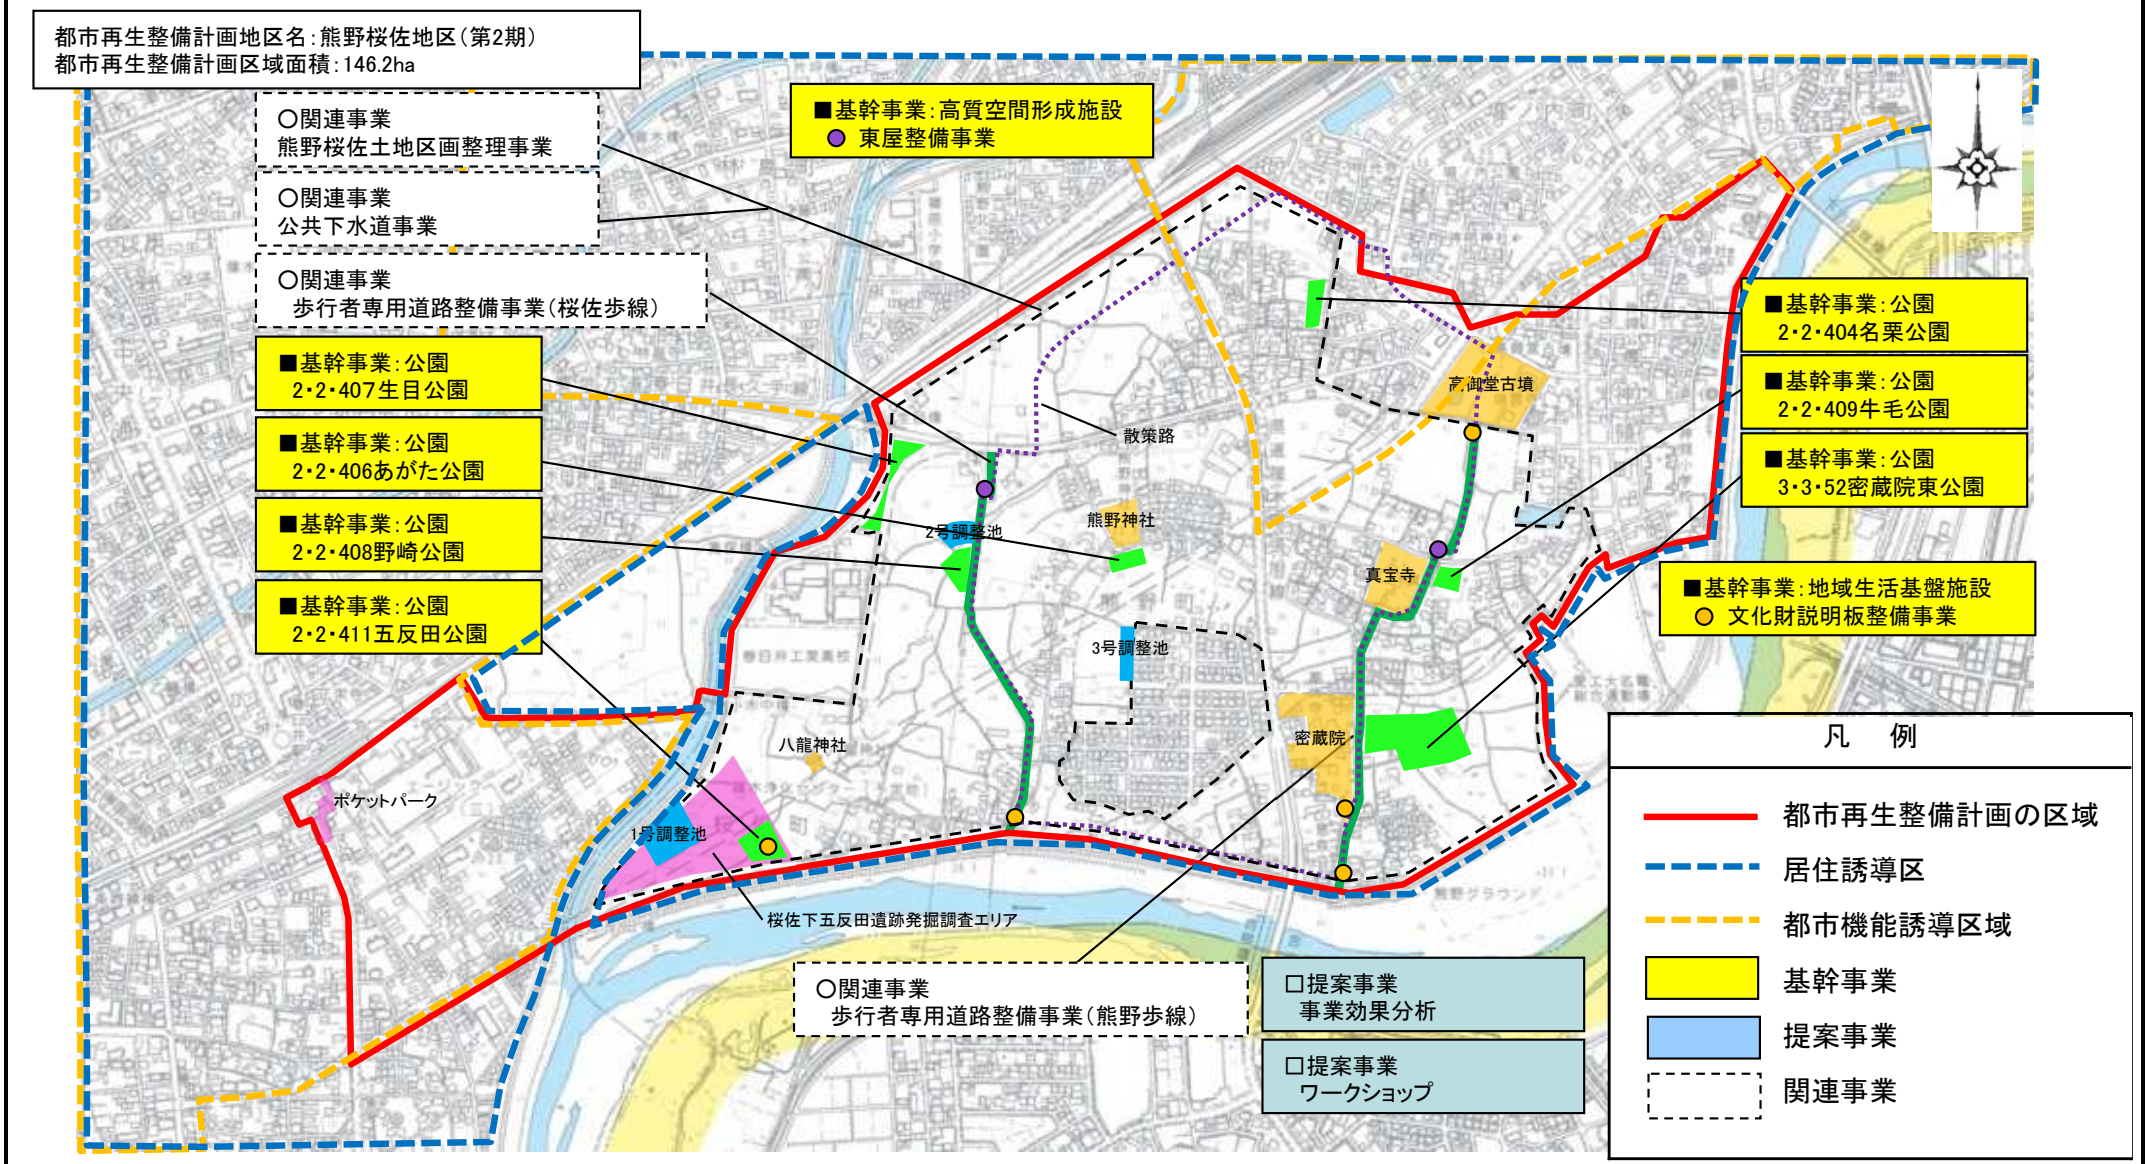 都市再生整備計画地区名:熊野桜佐地区(第2期)
都市再生整備計画区域面積:146.2ha
○関連事業
熊野桜佐土地区画整理事業
○関連事業
公共下水道事業
○関連事業
歩行者専用道路整備事業(桜佐歩線)
■基幹事業:公園
2・2・407生目公園
■基幹事業:公園
2・2・406あがた公園
■基幹事業:公園
2・2・408野崎公園
■基幹事業:公園
2・2・411五反田公園
■基幹事業:高質空間形成施設
東屋整備事業
■基幹事業:公園
2・2・404名栗公園
■基幹事業:公園
2・2・409牛毛公園
■基幹事業:公園
3・3・52密蔵院東公園
■基幹事業:地域生活基盤施設
文化財説明板整備事業
高御堂古墳
散策路
熊野神社
2号調整池
真宝寺
3号調整池
春日井工業高校
密蔵院
八龍神社
ポケットパーク
1号調整池
桜佐下五反田遺跡発掘調査エリア
熊野グラウンド
○関連事業
歩行者専用道路整備事業(熊野歩線)
□提案事業
事業効果分析
□提案事業
ワークショップ
凡 例
都市再生整備計画の区域
居住誘導区
都市機能誘導区域
基幹事業
提案事業
関連事業